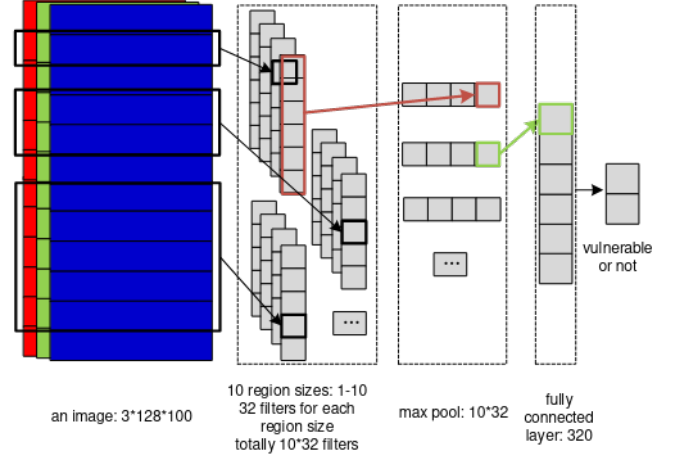 ...
...
vulnerable
or not
an image: 3*128*100
10 region sizes: 1-10
32 filters for each
region size
totally 10*32 filters
max pool: 10*32
fully
connected
layer: 320